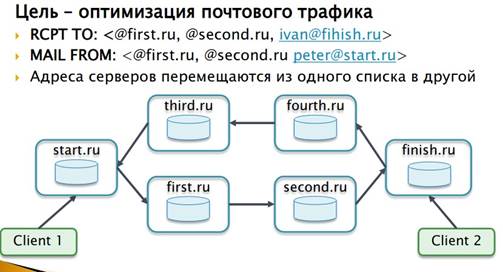 Цель – оптимизация почтового трафика
RCPT TO: <@first.ru, @second.ru, ivan@fihish.ru>
MAIL FROM: <@first.ru, @second.ru peter@start.ru>
Адреса серверов перемещаются из одного списка в другой
third.ru fourth.ru
start.ru finish.ru
first.ru second.ru
Client 1 Client 2